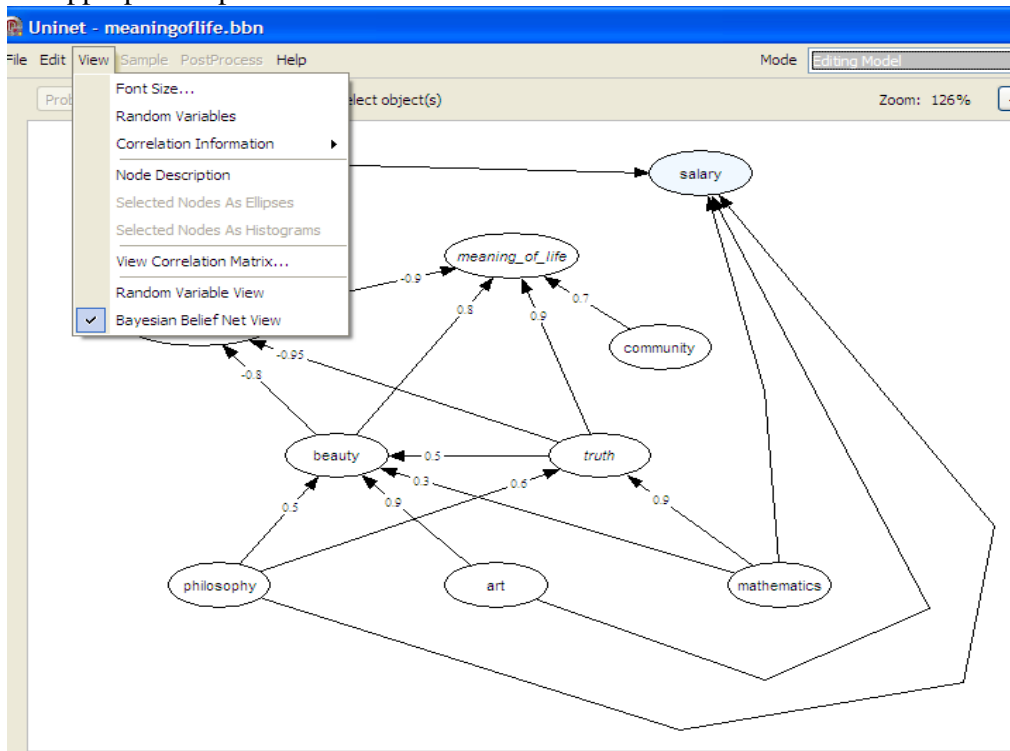 Uninet - meaningoflife.bbn
File Edit View Sample PostProcess Help Mode Editing Model
elect object(s) Zoom: 126%
Font Size...
Random Variables
Correlation Information
Node Description
Selected Nodes As Ellipses
Selected Nodes As Histograms
View Correlation Matrix...
Random Variable View
Bayesian Belief Net View
salary
meaning_of_life
-0.9
0.7
0.8
0.9
community
-0.95
-0.8
beauty
0.5
truth
0.3
0.6
0.5
0.9
0.9
philosophy
art
mathematics